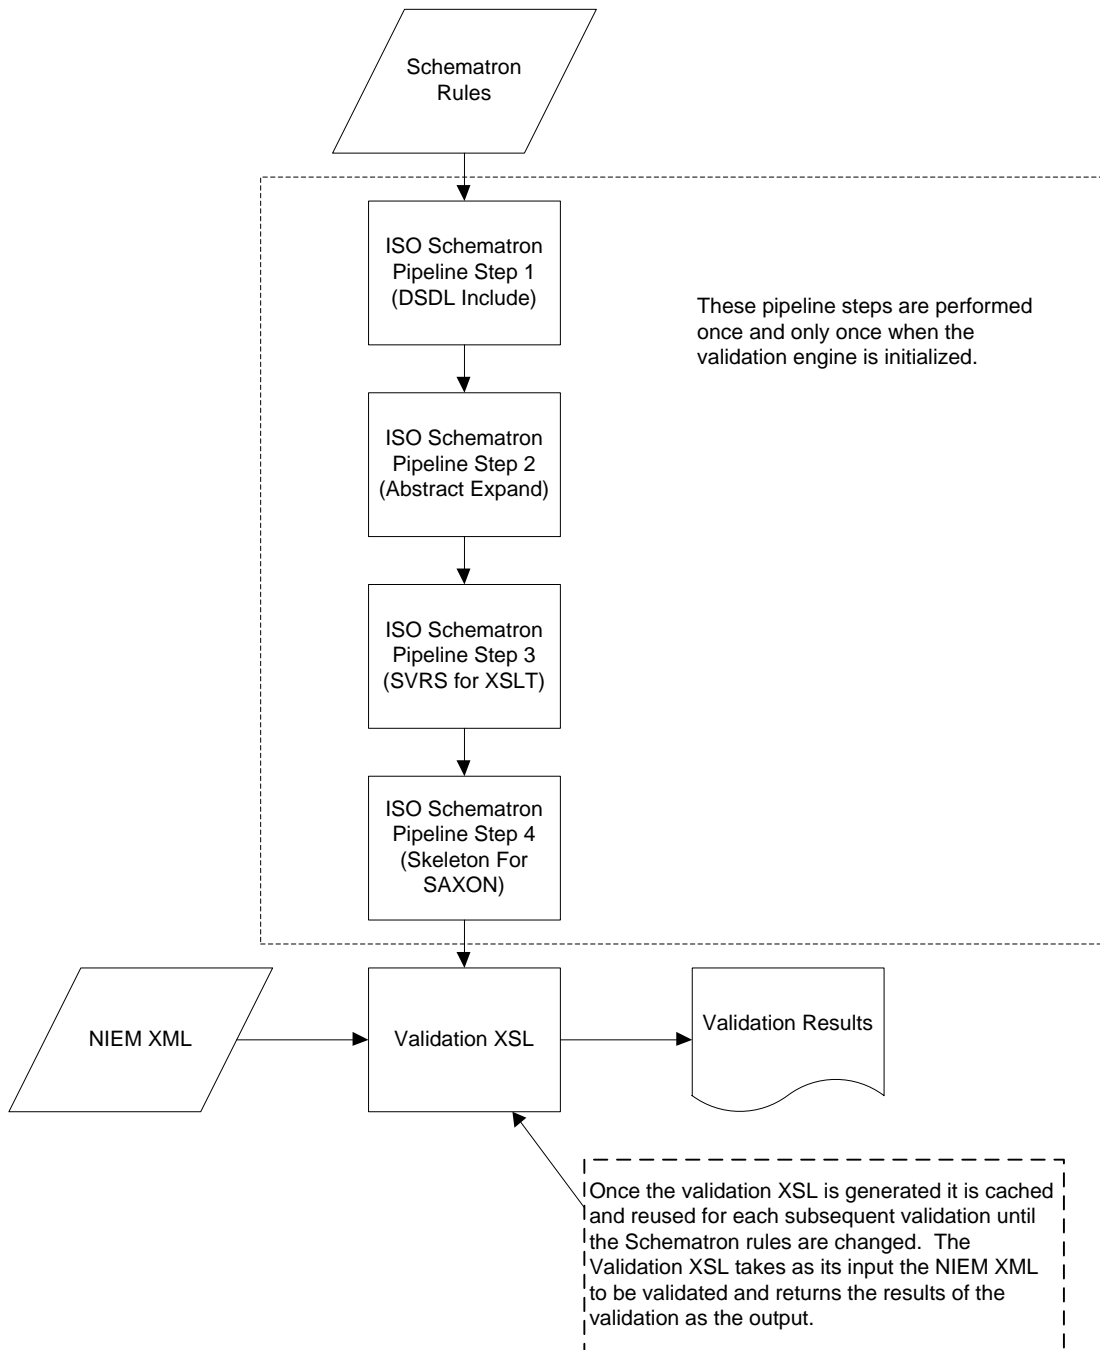 Schematron
Rules
ISO Schematron
Pipeline Step 1
(DSDL Include)
These pipeline steps are performed
once and only once when the
validation engine is initialized.
ISO Schematron
Pipeline Step 2
(Abstract Expand)
ISO Schematron
Pipeline Step 3
(SVRS for XSLT)
ISO Schematron
Pipeline Step 4
(Skeleton For
SAXON)
NIEM XML
Validation XSL
Validation Results
Once the validation XSL is generated it is cached
and reused for each subsequent validation until
the Schematron rules are changed.  The
Validation XSL takes as its input the NIEM XML
to be validated and returns the results of the
validation as the output.